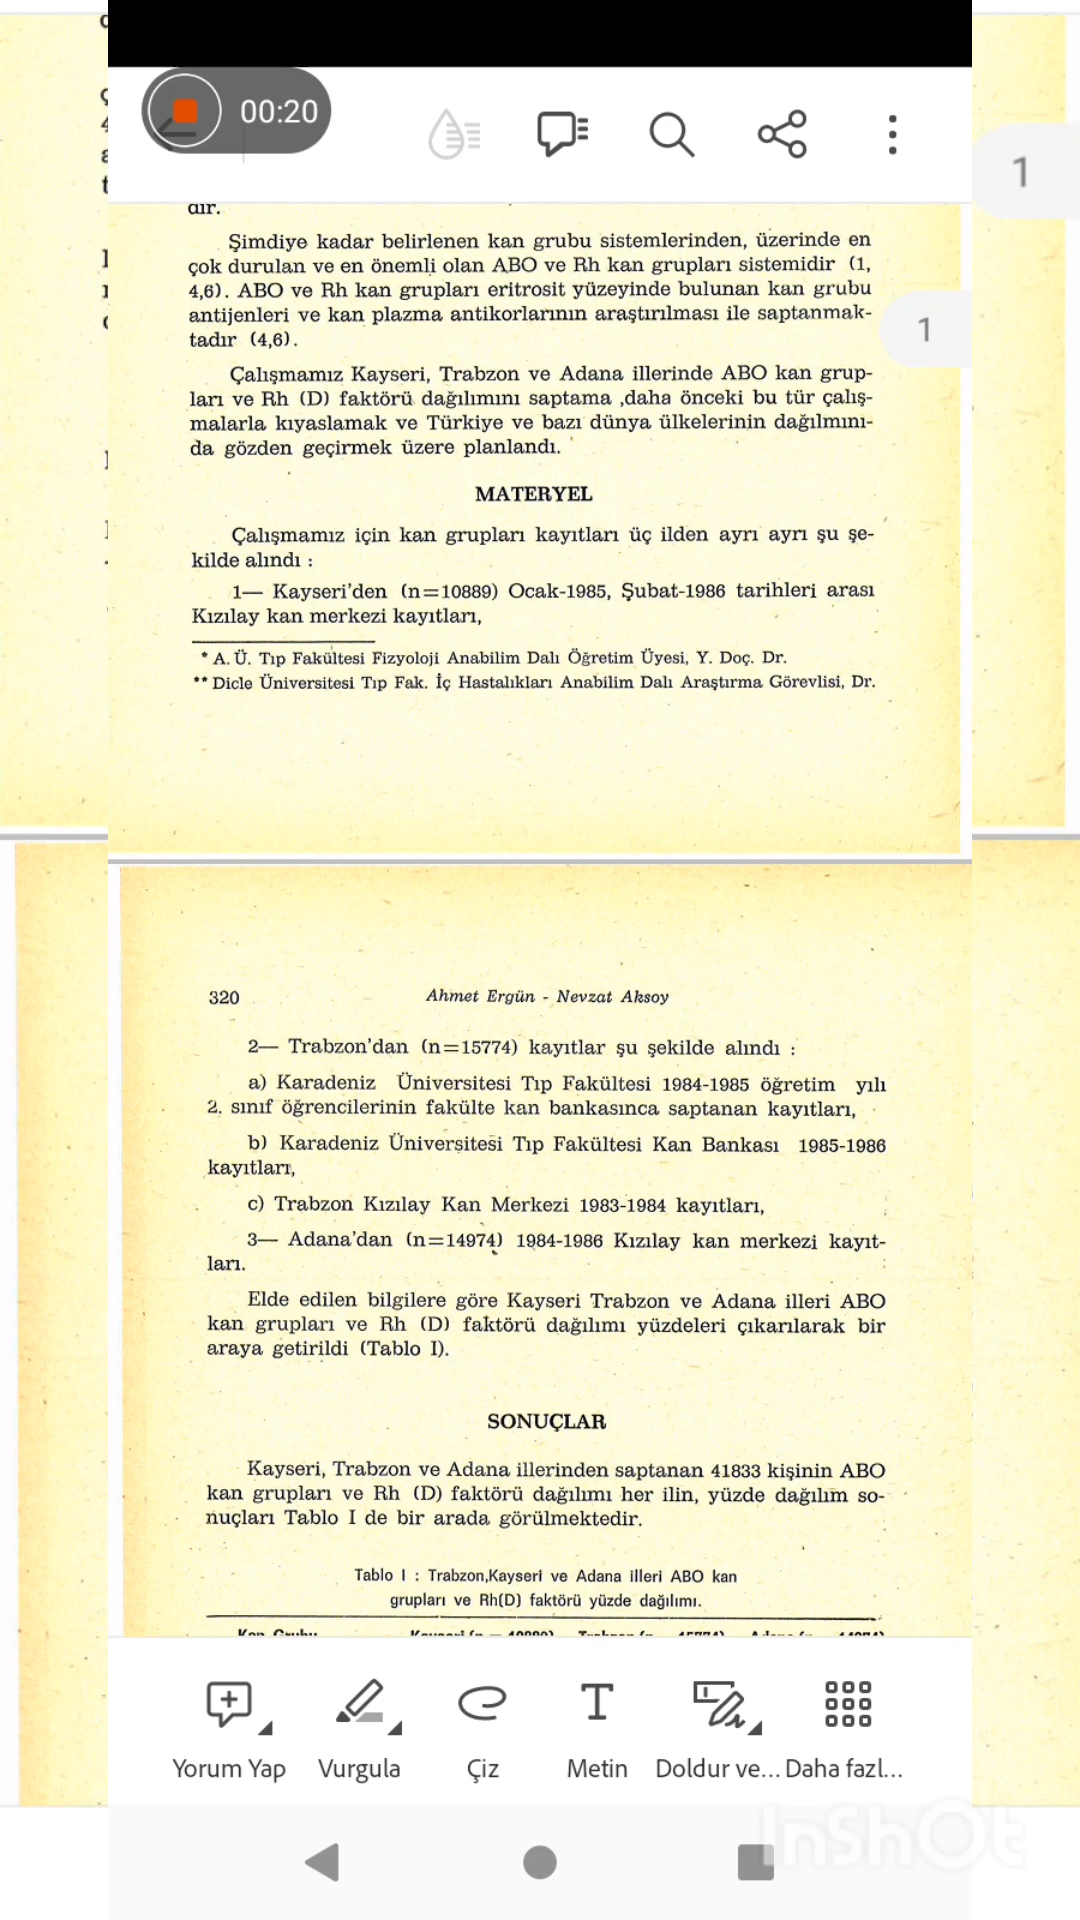 00:20
1
dır.
Şimdiye kadar belirlenen kan grubu sistemlerinden, üzerinde en
çok durulan ve en önemli olan ABO ve Rh kan grupları sistemidir (1,
4,6). ABO ve Rh kan grupları eritrosit yüzeyinde bulunan kan grubu
antijenleri ve kan plazma antikorlarının araştırılması ile saptanmak-
tadır (4,6).
1
Çalışmamız Kayseri, Trabzon ve Adana illerinde ABO kan grup-
ları ve Rh (D) faktörü dağılımını saptama ,daha önceki bu tür çalış-
malarla kıyaslamak ve Türkiye ve bazı dünya ülkelerinin dağılmını-
da gözden geçirmek üzere planlandı.
MATERYEL
Çalışmamız için kan grupları kayıtları üç ilden ayrı ayrı şu şe-
kilde alındı :
1— Kayseri'den (n=10889) Ocak-1985, Şubat-1986 tarihleri arası
Kızılay kan merkezi kayıtları,
* A. Ü. Tıp Fakültesi Fizyoloji Anabilim Dalı Öğretim Üyesi, Y. Doç. Dr.
** Dicle Üniversitesi Tıp Fak. İç Hastalıkları Anabilim Dalı Araştırma Görevlisi, Dr.
320
Ahmet Ergün - Nevzat Aksoy
2— Trabzon'dan (n=15774) kayıtlar şu şekilde alındı :
a) Karadeniz Üniversitesi Tıp Fakültesi 1984-1985 öğretim yılı
2. sınıf öğrencilerinin fakülte kan bankasınca saptanan kayıtları,
b) Karadeniz Üniversitesi Tıp Fakültesi Kan Bankası 1985-1986
kayıtları,
c) Trabzon Kızılay Kan Merkezi 1983-1984 kayıtları,
3— Adana'dan (n=14974) 1984-1986 Kızılay kan merkezi kayıt-
ları.
Elde edilen bilgilere göre Kayseri Trabzon ve Adana illeri ABO
kan grupları ve Rh (D) faktörü dağılımı yüzdeleri çıkarılarak bir
araya getirildi (Tablo I).
SONUÇLAR
Kayseri, Trabzon ve Adana illerinden saptanan 41833 kişinin ABO
kan grupları ve Rh (D) faktörü dağılımı her ilin, yüzde dağılım so-
nuçları Tablo I de bir arada görülmektedir.
Tablo I : Trabzon,Kayseri ve Adana illeri ABO kan
grupları ve Rh(D) faktörü yüzde dağılımı.
Yorum Yap Vurgula Çiz Metin Doldur ve... Daha fazl...
InShOt